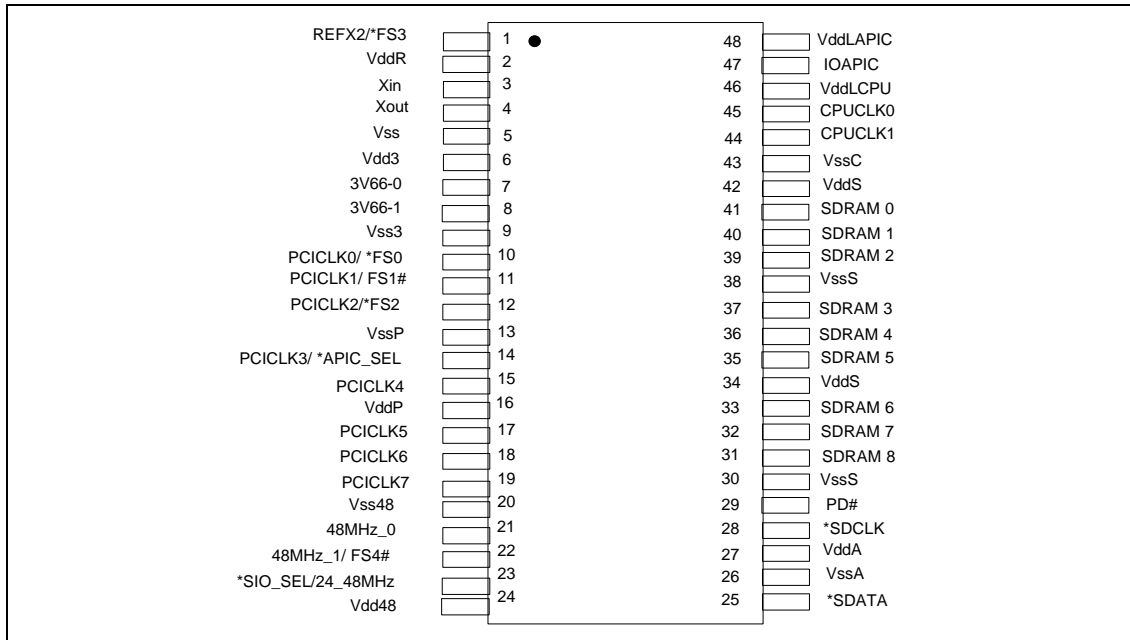 REFX2/*FS3 1 48 VddLAPIC
VddR 2 47 IOAPIC
Xin 3 46 VddLCPU
Xout 4 45 CPUCLK0
Vss 5 44 CPUCLK1
Vdd3 6 43 VssC
3V66-0 7 42 VddS
3V66-1 8 41 SDRAM 0
Vss3 9 40 SDRAM 1
PCICLK0/ *FS0 10 39 SDRAM 2
PCICLK1/ FS1# 11 38 VssS
PCICLK2/*FS2 12 37 SDRAM 3
VssP 13 36 SDRAM 4
PCICLK3/ *APIC_SEL 14 35 SDRAM 5
PCICLK4 15 34 VddS
VddP 16 33 SDRAM 6
PCICLK5 17 32 SDRAM 7
PCICLK6 18 31 SDRAM 8
PCICLK7 19 30 VssS
Vss48 20 29 PD#
48MHz_0 21 28 *SDCLK
48MHz_1/ FS4# 22 27 VddA
*SIO_SEL/24_48MHz 23 26 VssA
Vdd48 24 25 *SDATA